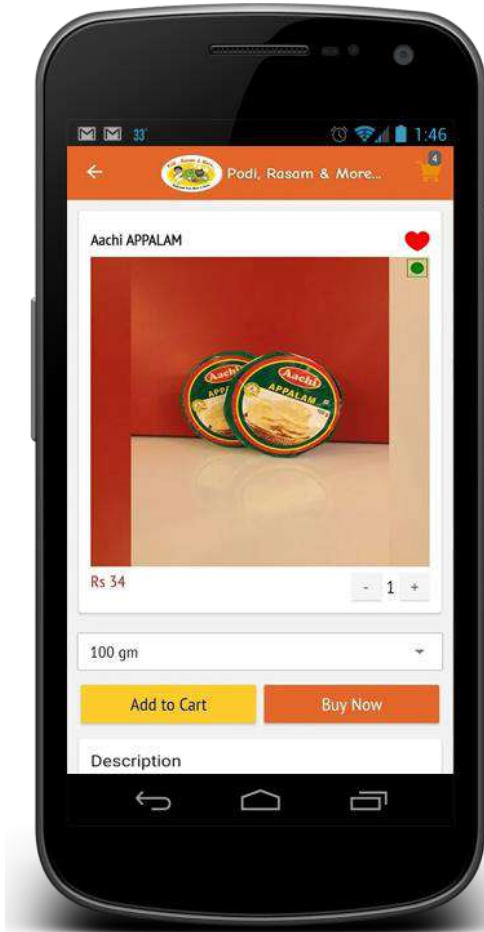 33°
1:46
4
Podi, Rasam & More...
Aachi APPALAM
Aachi
APPALAM
Aachi
APPALAM
Rs 34
- 1 +
100 gm
Add to Cart
Buy Now
Description